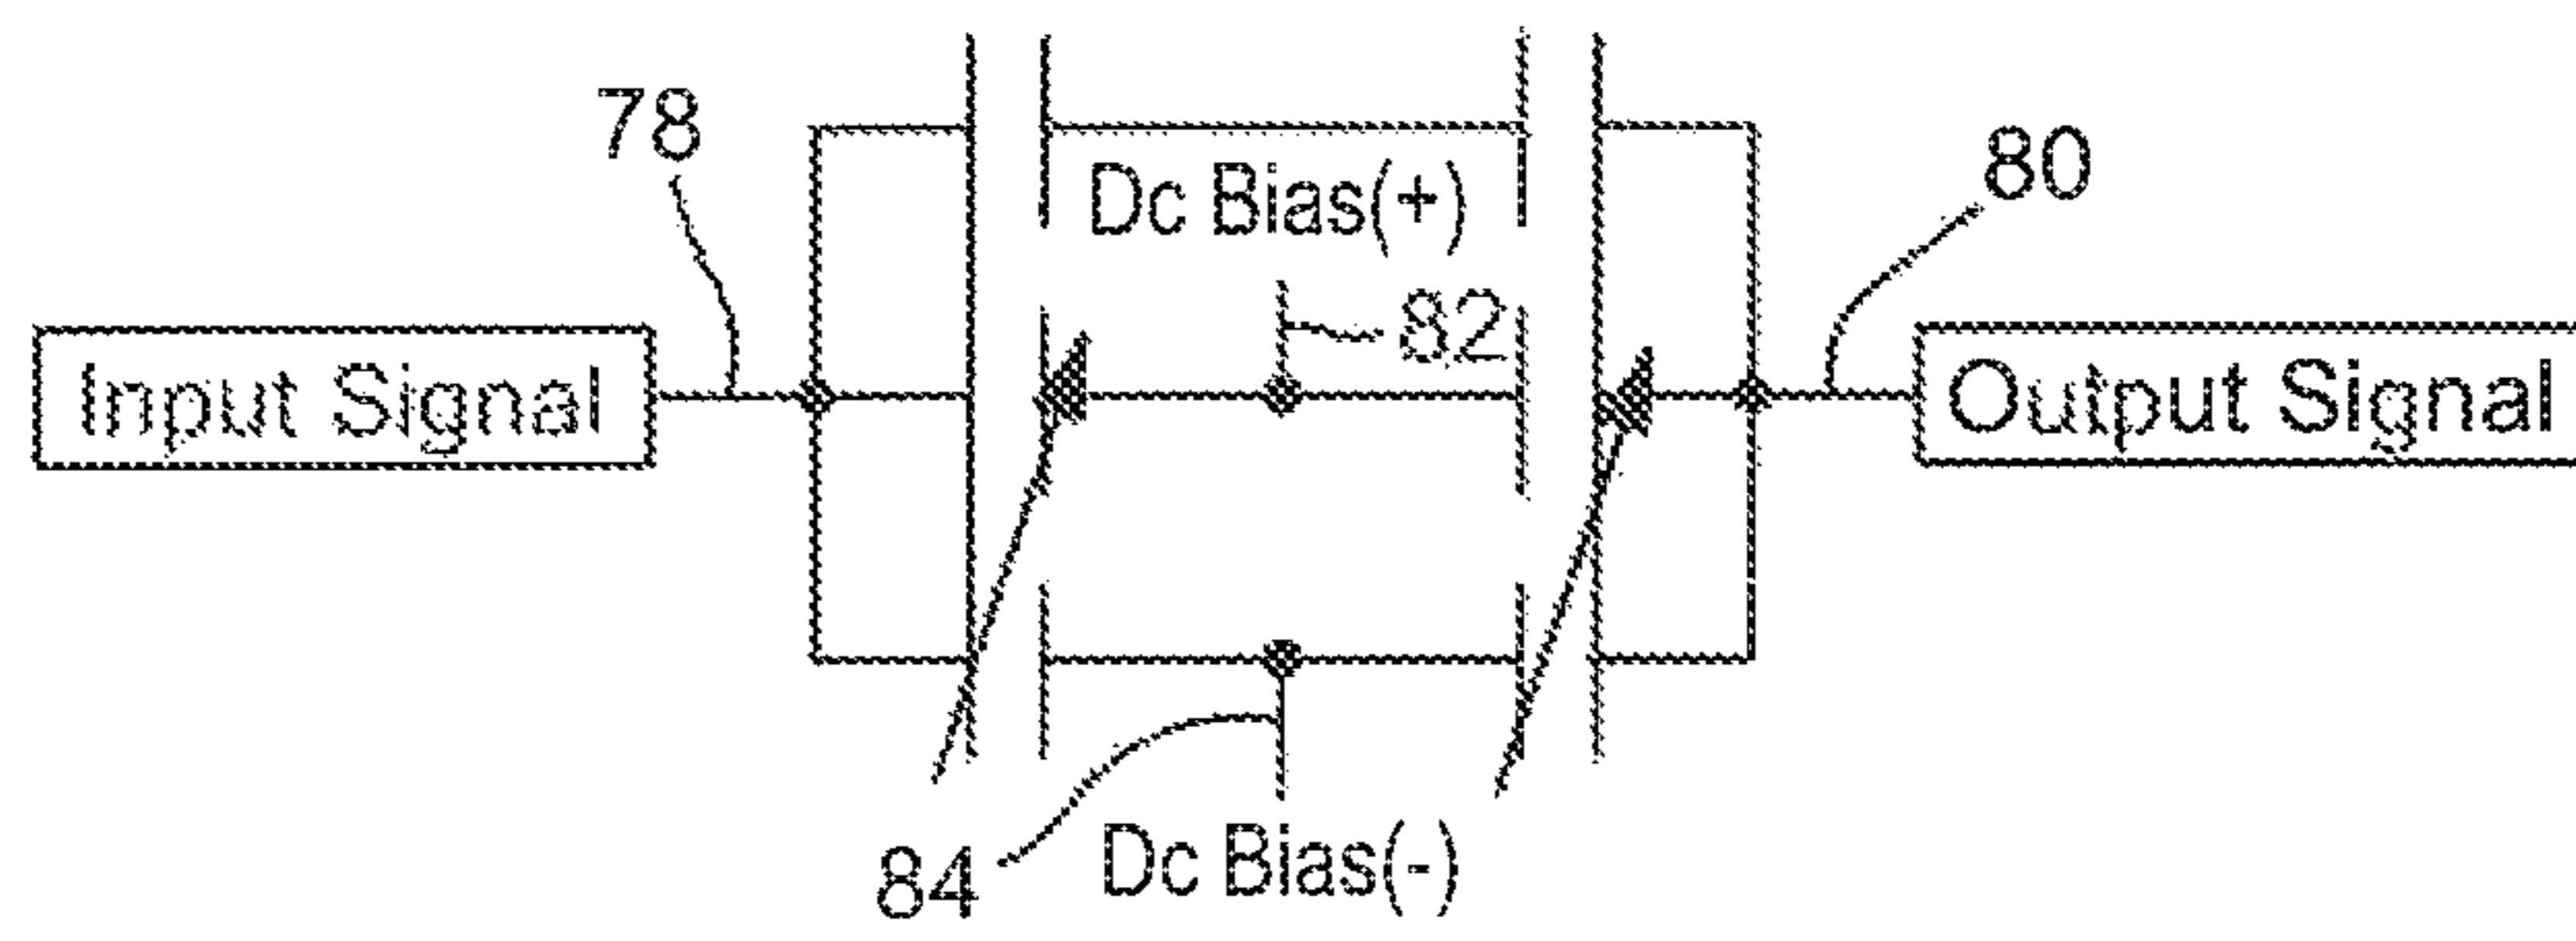 78
80
Dc Bias(+)
82
Input Signal
Output Signal
84
Dc Bias(-)